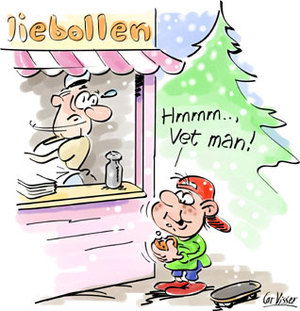 liebollen
Hmmm..,
Vet man!
Cor Visser